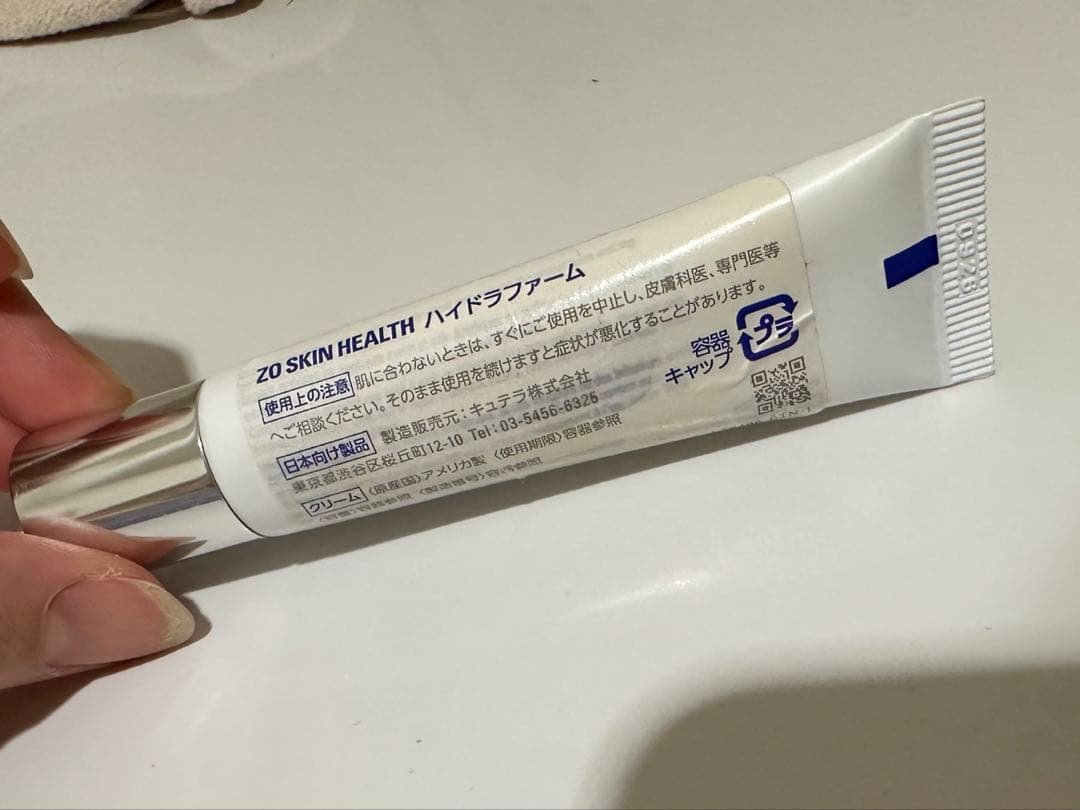 ZO SKIN HEALTH ハイドラファーム
使用上の注意 肌に合わないときは、すぐにご使用を中止し、皮膚科医、専門医等
へご相談ください。そのまま使用を続けますと症状が悪化することがあります。
日本向け製品 製造販売元：キュテラ株式会社
東京都渋谷区桜丘町12-10 Tel：03-5456-6325
クリーム 〈原産国〉アメリカ製 〈使用期限〉容器参照
容器
キャップ
プラ